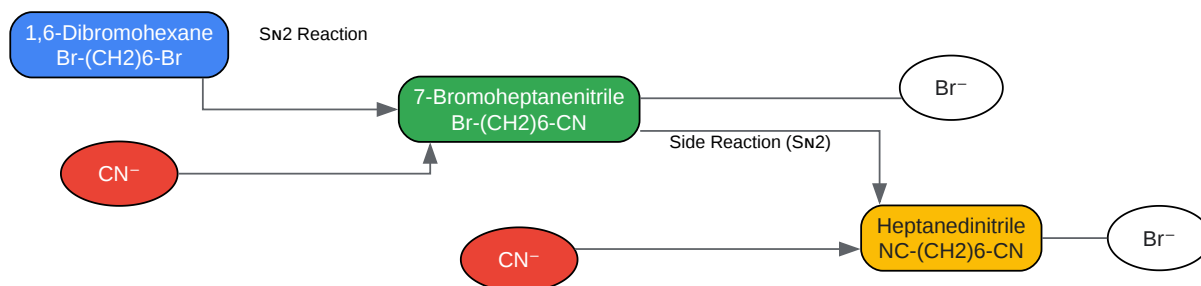 1,6-Dibromohexane
Br-(CH2)6-Br
Sɴ2 Reaction
7-Bromoheptanenitrile
Br-(CH2)6-CN
Br⁻
Side Reaction (Sɴ2)
CN⁻
Heptanedinitrile
NC-(CH2)6-CN
Br⁻
CN⁻